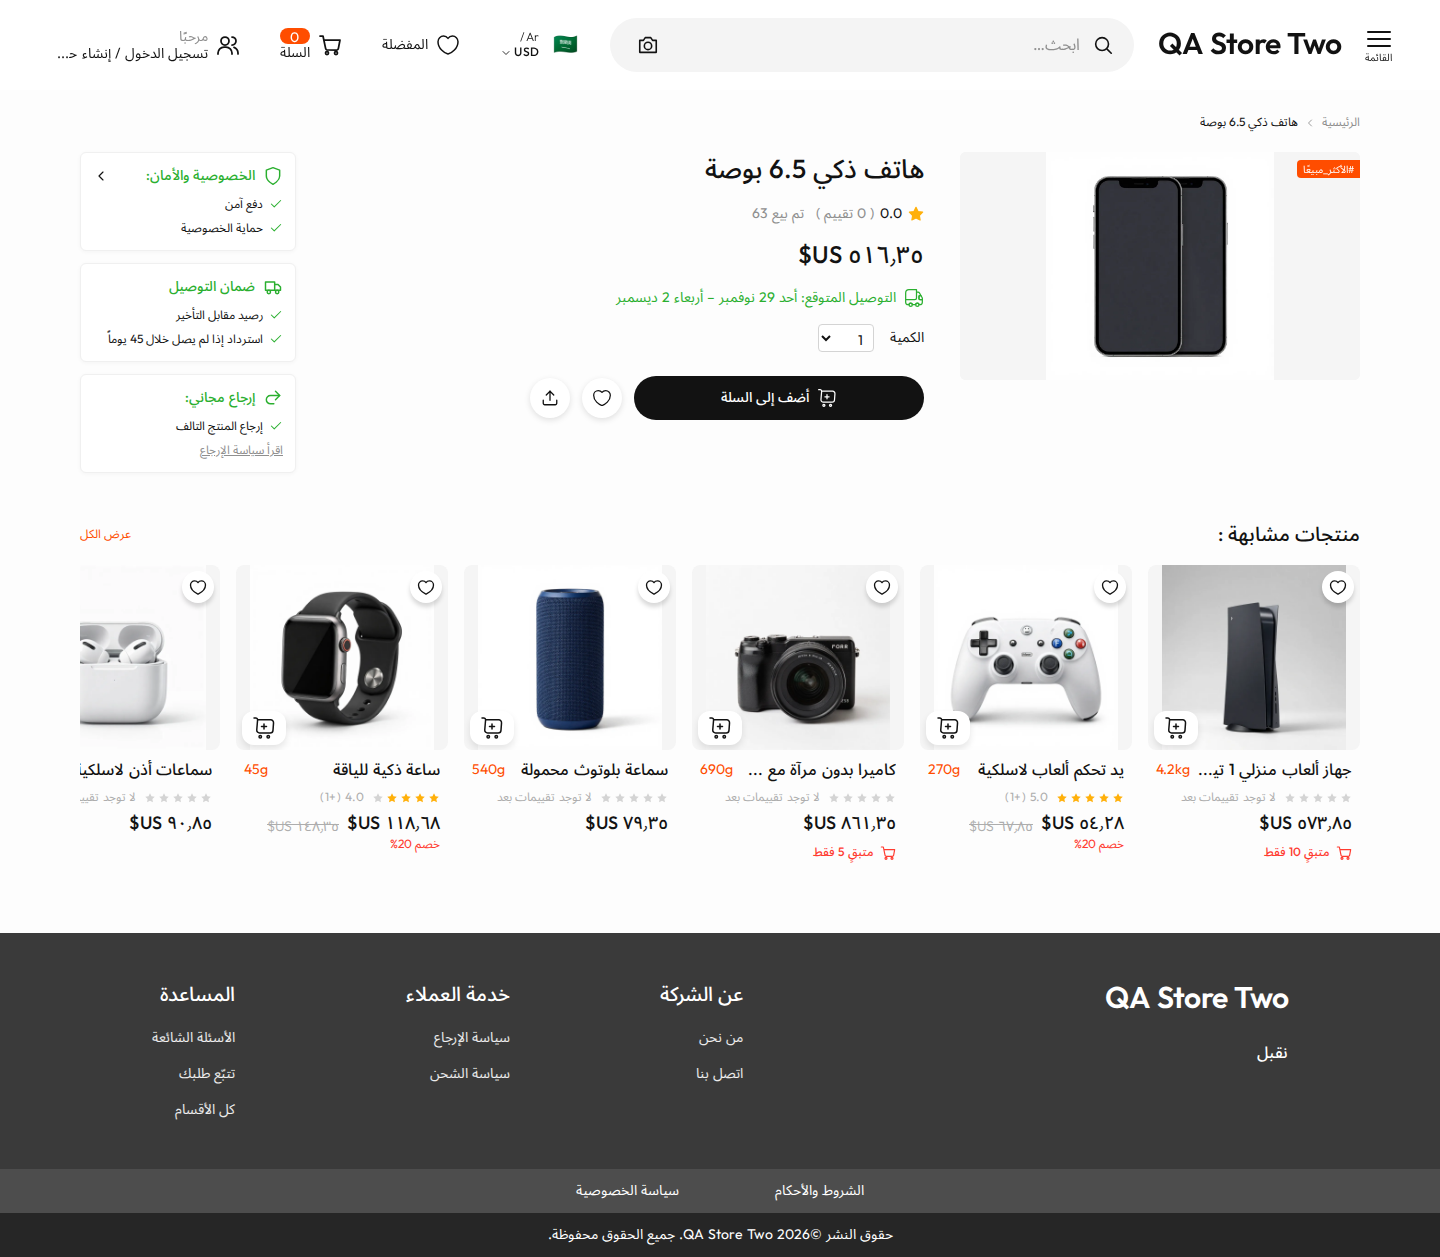 القائمة
QA Store Two
ابحث...
Ar /
USD
المفضلة
0
السلة
مرحبًا
تسجيل الدخول / إنشاء حـ...
الرئيسية
هاتف ذكي 6.5 بوصة
#الأكثر_مبيعًا
هاتف ذكي 6.5 بوصة
0.0 ( 0 تقييم ) تم بيع 63
٥١٦٫٣٥ US$
التوصيل المتوقع: أحد 29 نوفمبر – أربعاء 2 ديسمبر
الكمية
1
أضف إلى السلة
الخصوصية والأمان:
دفع آمن
حماية الخصوصية
ضمان التوصيل
رصيد مقابل التأخير
استرداد إذا لم يصل خلال 45 يوماً
إرجاع مجاني:
إرجاع المنتج التالف
اقرأ سياسة الإرجاع
منتجات مشابهة :
عرض الكل
جهاز ألعاب منزلي 1 تيـ...
4.2kg
لا توجد تقييمات بعد
٥٧٣٫٨٥ US$
متبقٍ 10 فقط
يد تحكم ألعاب لاسلكية
270g
5.0 (+1)
٥٤٫٢٨ US$
٦٧٫٨٥ US$
خصم 20%
كاميرا بدون مرآة مع ...
690g
لا توجد تقييمات بعد
٨٦١٫٣٥ US$
متبقٍ 5 فقط
سماعة بلوتوث محمولة
540g
لا توجد تقييمات بعد
٧٩٫٣٥ US$
ساعة ذكية للياقة
45g
4.0 (+1)
١١٨٫٦٨ US$
١٤٨٫٣٥ US$
خصم 20%
سماعات أذن لاسلكية
لا توجد تقييـ
٩٠٫٨٥ US$
QA Store Two
نقبل
عن الشركة
من نحن
اتصل بنا
خدمة العملاء
سياسة الإرجاع
سياسة الشحن
المساعدة
الأسئلة الشائعة
تتبّع طلبك
كل الأقسام
الشروط والأحكام
سياسة الخصوصية
حقوق النشر ©2026 QA Store Two. جميع الحقوق محفوظة.